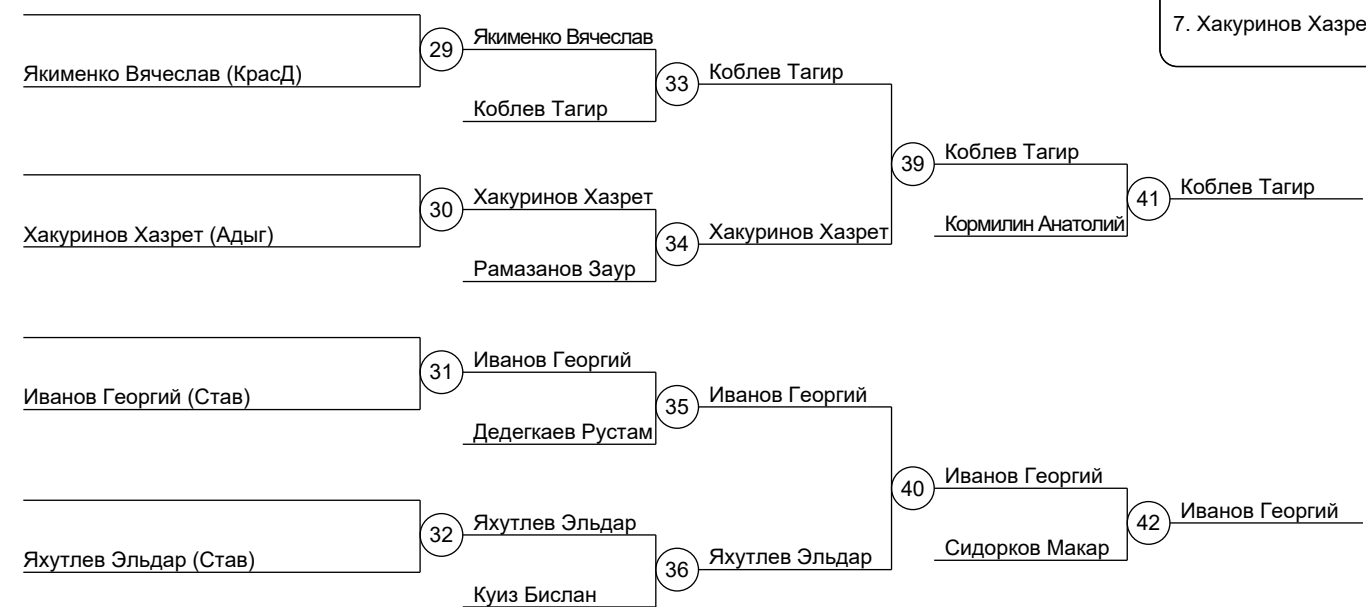 7. Хакуринов Хазре
29
Якименко Вячеслав
Якименко Вячеслав (КрасД)
33
Коблев Тагир
Коблев Тагир
39
Коблев Тагир
30
Хакуринов Хазрет
41
Коблев Тагир
Хакуринов Хазрет (Адыг)
34
Хакуринов Хазрет
Кормилин Анатолий
Рамазанов Заур
31
Иванов Георгий
Иванов Георгий (Став)
35
Иванов Георгий
Дедегкаев Рустам
40
Иванов Георгий
32
Яхутлев Эльдар
42
Иванов Георгий
Яхутлев Эльдар (Став)
36
Яхутлев Эльдар
Сидорков Макар
Куиз Бислан